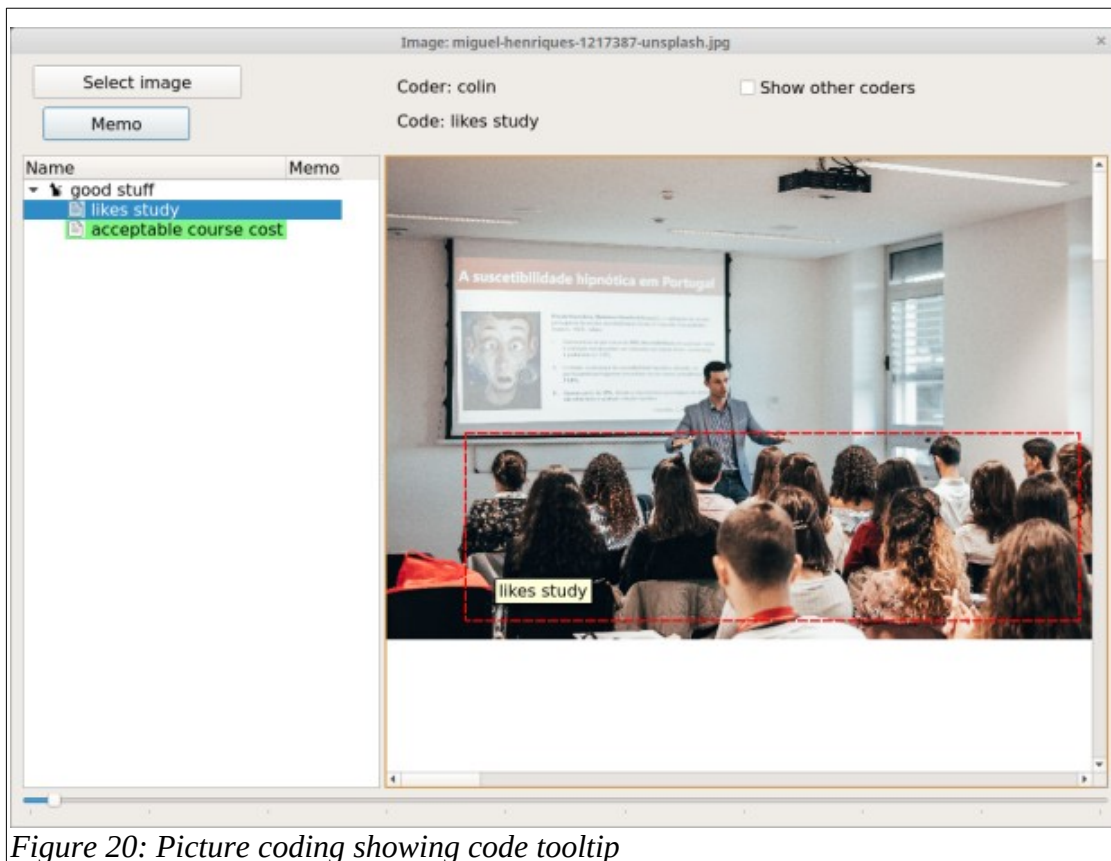 Image: miguel-henriques-1217387-unsplash.jpg
Select image
Coder: colin
Show other coders
Memo
Code: likes study
Name Memo
good stuff
likes study
acceptable course cost
A suscetibilidade hipnótica em Portugal
likes study
Figure 20: Picture coding showing code tooltip